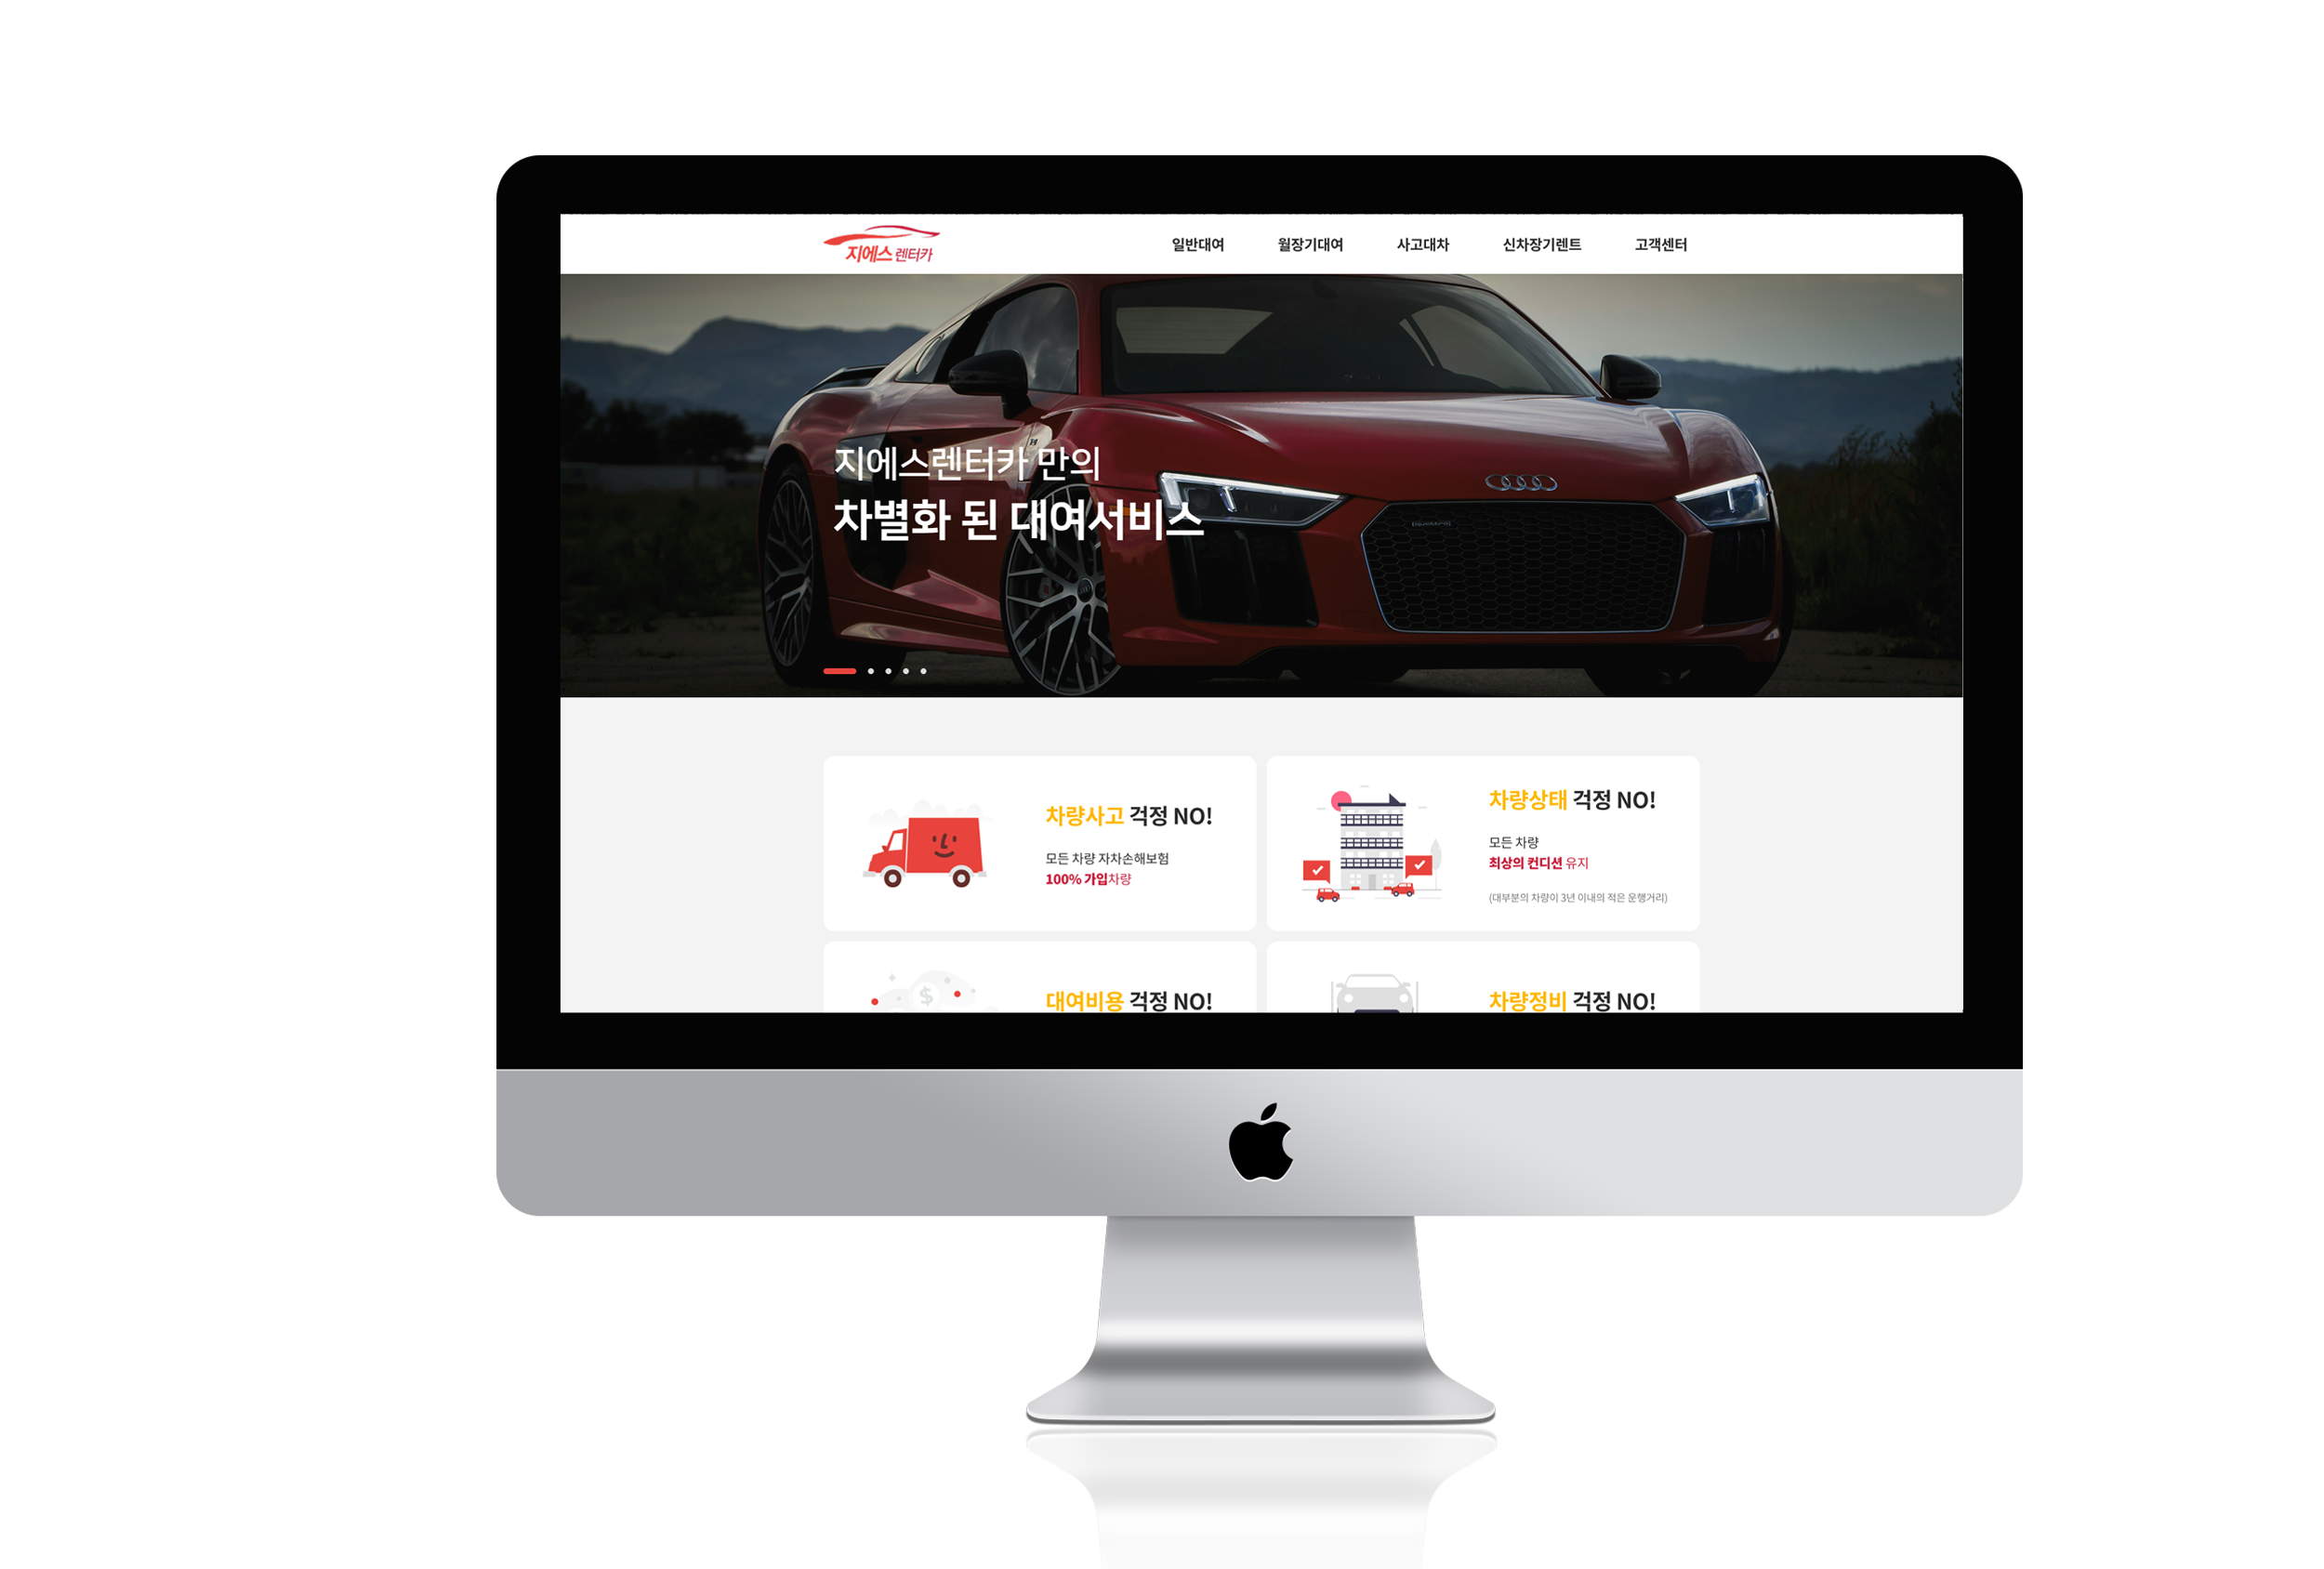 지에스 렌터카
일반대여 월장기대여 사고대차 신차장기렌트 고객센터
지에스렌터카 만의
차별화 된 대여서비스
차량사고 걱정 NO!
모든 차량 자차손해보험
100% 가입차량
차량상태 걱정 NO!
모든 차량
최상의 컨디션 유지
(대부분의 차량이 3년 이내의 적은 운행거리)
$
대여비용 걱정 NO!
차량정비 걱정 NO!